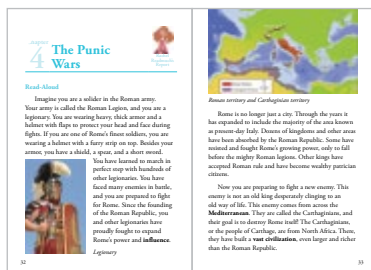 CHAPTER
4
The Punic
Wars
Read-Aloud
Imagine you are a solider in the Roman army.
Your army is called the Roman Legion, and you are a
legionary. You are wearing heavy, thick armor and a
helmet with flaps to protect your head and face during
fights. If you are one of Rome's finest soldiers, you are
wearing a helmet with a furry strip on top. Besides your
armor, you have a shield, a spear, and a short sword.
You have learned to march in
perfect step with hundreds of
other legionaries. You have
faced many enemies in battle,
and you are prepared to fight
for Rome. Since the founding
of the Roman Republic, you
and other legionaries have
proudly fought to expand
Rome's power and influence.
Legionary
32
Roman territory and Carthaginian territory
Rome is no longer just a city. Through the years it
has expanded to include the majority of the area known
as present-day Italy. Dozens of kingdoms and other areas
have been absorbed by the Roman Republic. Some have
resisted and fought Rome's growing power, only to fall
before the mighty Roman legions. Other kings have
accepted Roman rule and have become wealthy patrician
citizens.
Now you are preparing to fight a new enemy. This
enemy is not an old king desperately clinging to an
old way of life. This enemy comes from across the
Mediterranean. They are called the Carthaginians, and
their goal is to destroy Rome itself! The Carthaginians,
or the people of Carthage, are from North Africa. There,
they have built a vast civilization, even larger and richer
than the Roman Republic.
33